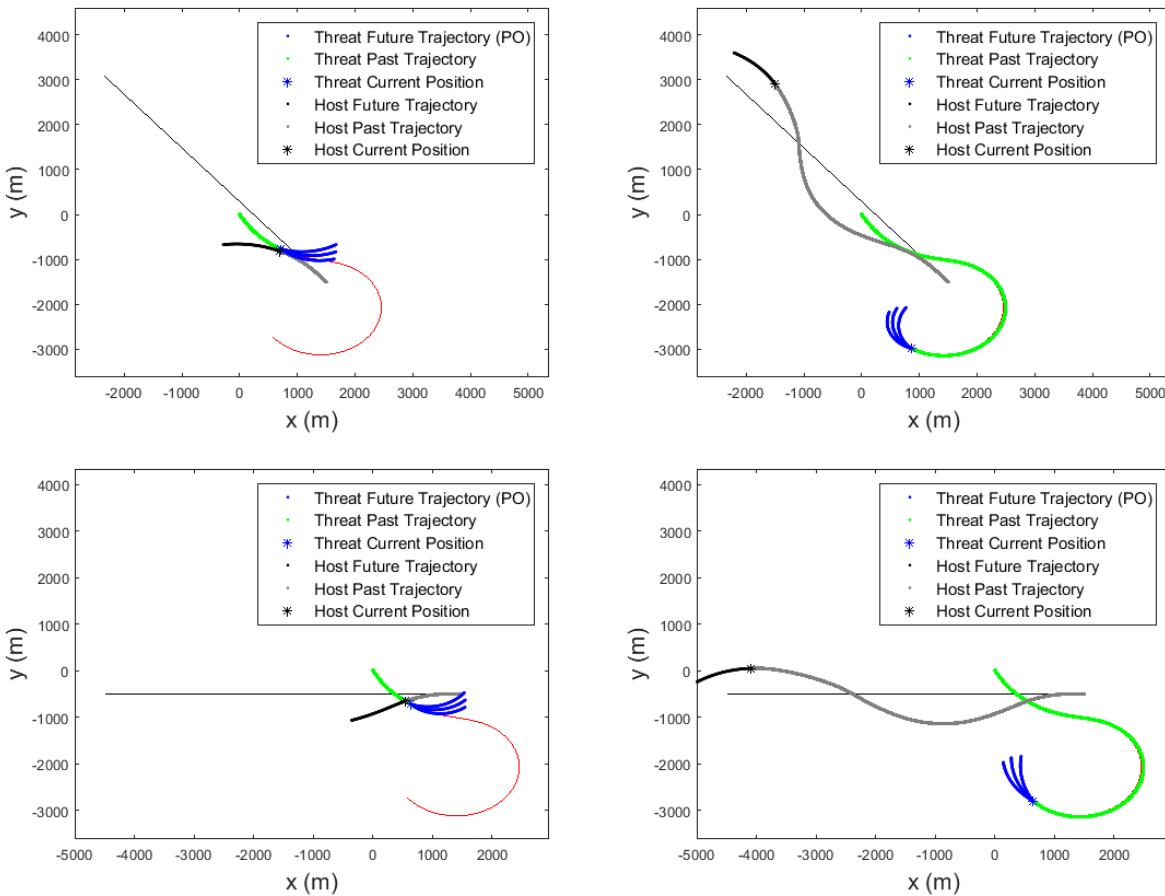 4000
3000
2000
1000
0
-1000
-2000
-3000
y (m)
-2000 -1000 0 1000 2000 3000 4000 5000
x (m)
Threat Future Trajectory (PO)
Threat Past Trajectory
Threat Current Position
Host Future Trajectory
Host Past Trajectory
Host Current Position
4000
3000
2000
1000
0
-1000
-2000
-3000
y (m)
-2000 -1000 0 1000 2000 3000 4000 5000
x (m)
Threat Future Trajectory (PO)
Threat Past Trajectory
Threat Current Position
Host Future Trajectory
Host Past Trajectory
Host Current Position
4000
3000
2000
1000
0
-1000
-2000
-3000
y (m)
-5000 -4000 -3000 -2000 -1000 0 1000 2000
x (m)
Threat Future Trajectory (PO)
Threat Past Trajectory
Threat Current Position
Host Future Trajectory
Host Past Trajectory
Host Current Position
4000
3000
2000
1000
0
-1000
-2000
-3000
y (m)
-5000 -4000 -3000 -2000 -1000 0 1000 2000
x (m)
Threat Future Trajectory (PO)
Threat Past Trajectory
Threat Current Position
Host Future Trajectory
Host Past Trajectory
Host Current Position